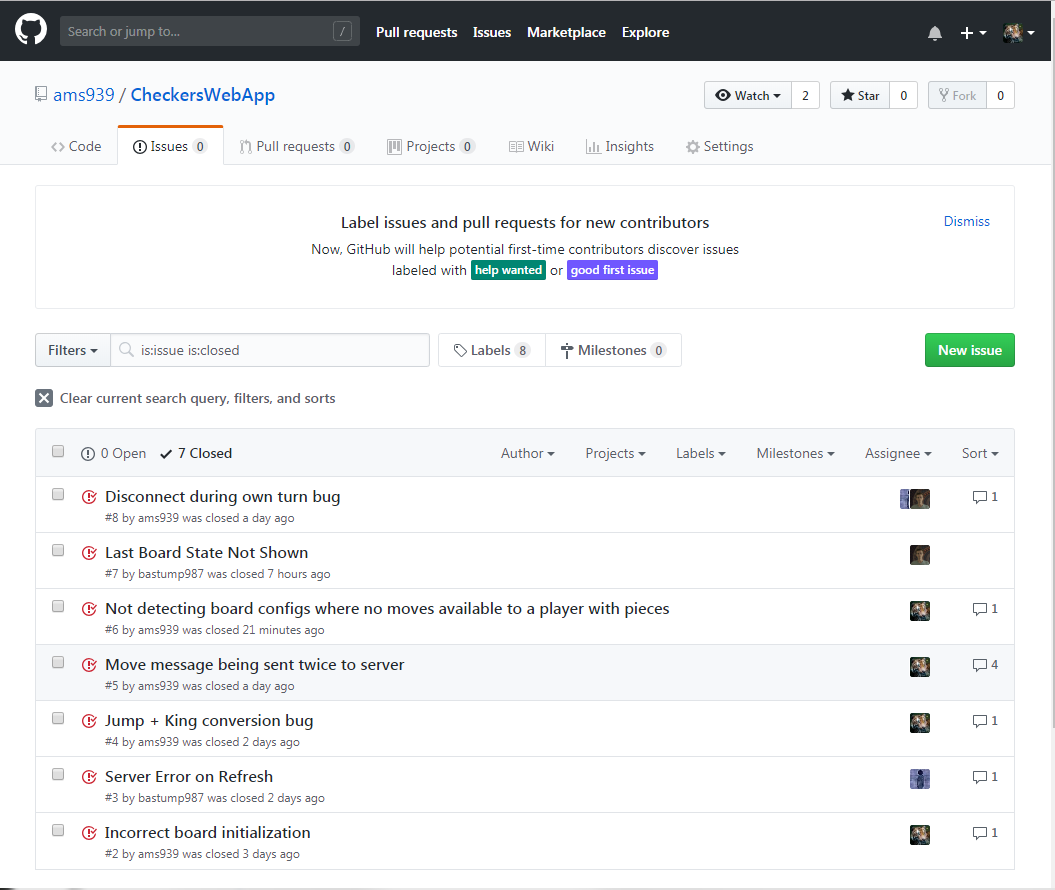 Search or jump to... / Pull requests Issues Marketplace Explore
ams939 / CheckersWebApp Watch 2 Star 0 Fork 0
Code Issues 0 Pull requests 0 Projects 0 Wiki Insights Settings
Label issues and pull requests for new contributors Dismiss
Now, GitHub will help potential first-time contributors discover issues
labeled with help wanted or good first issue
Filters is:issue is:closed Labels 8 Milestones 0 New issue
Clear current search query, filters, and sorts
0 Open 7 Closed Author Projects Labels Milestones Assignee Sort
Disconnect during own turn bug 1
#8 by ams939 was closed a day ago
Last Board State Not Shown
#7 by bastump987 was closed 7 hours ago
Not detecting board configs where no moves available to a player with pieces 1
#6 by ams939 was closed 21 minutes ago
Move message being sent twice to server 4
#5 by ams939 was closed a day ago
Jump + King conversion bug 1
#4 by ams939 was closed 2 days ago
Server Error on Refresh 1
#3 by bastump987 was closed 2 days ago
Incorrect board initialization 1
#2 by ams939 was closed 3 days ago